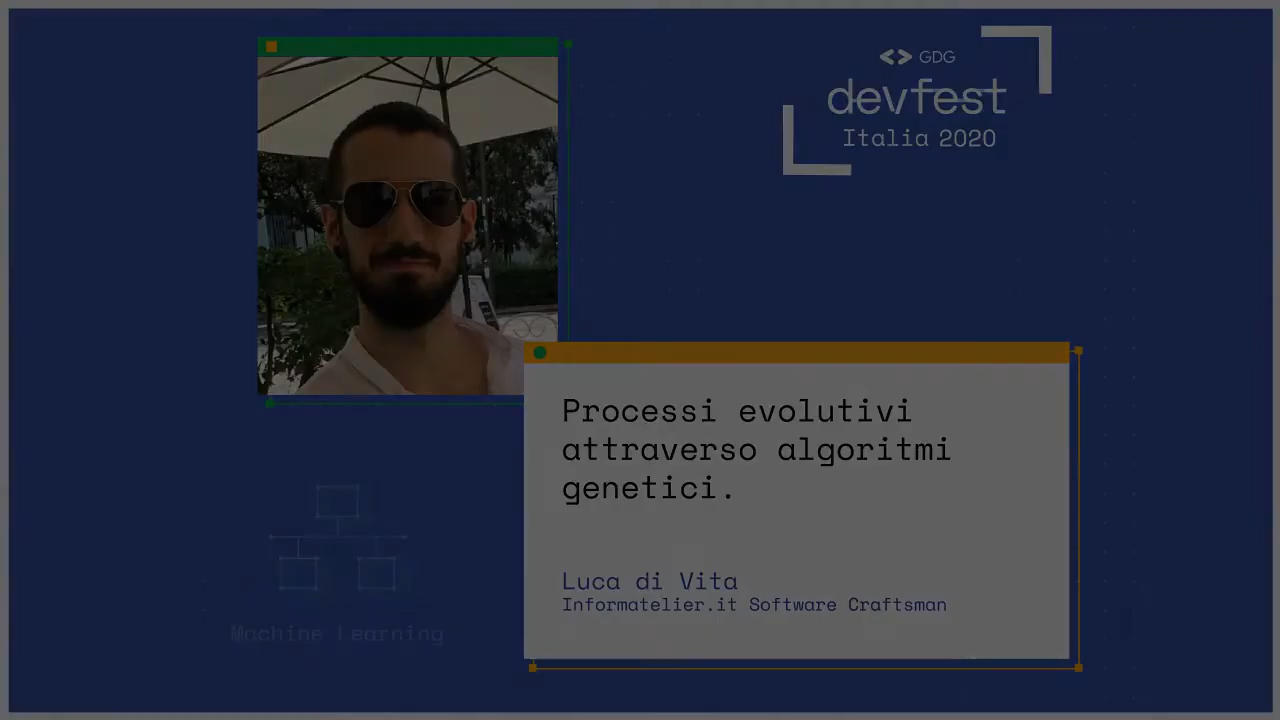 <> GDG
devfest
Italia 2020
Processi evolutivi
attraverso algoritmi
genetici.
Luca di Vita
Informatelier.it Software Craftsman
Machine Learning